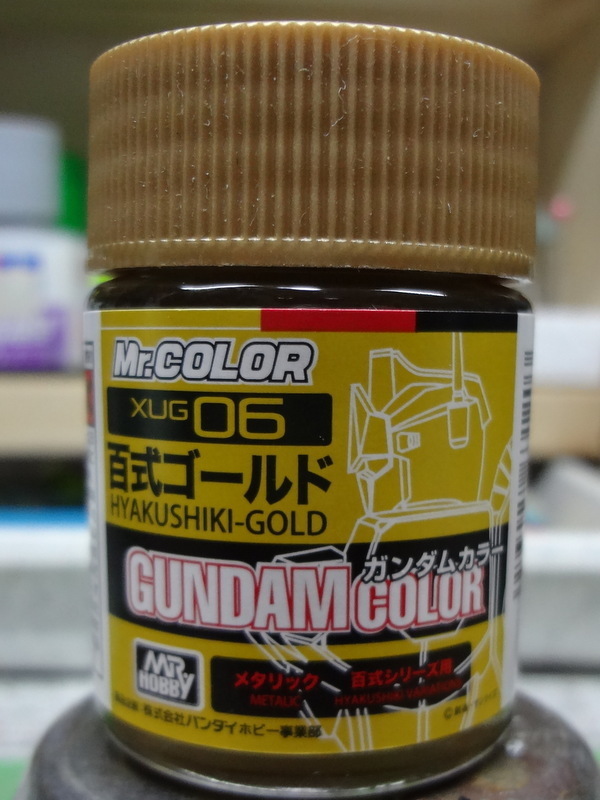 Mr.COLOR
XUG06
百式ゴールド
HYAKUSHIKI-GOLD
ガンダムカラー
GUNDAM COLOR
MR HOBBY
メタリック 百式シリーズ用
METALIC HYAKUSHIKI VARIATIONS
株式会社バンダイホビー事業部